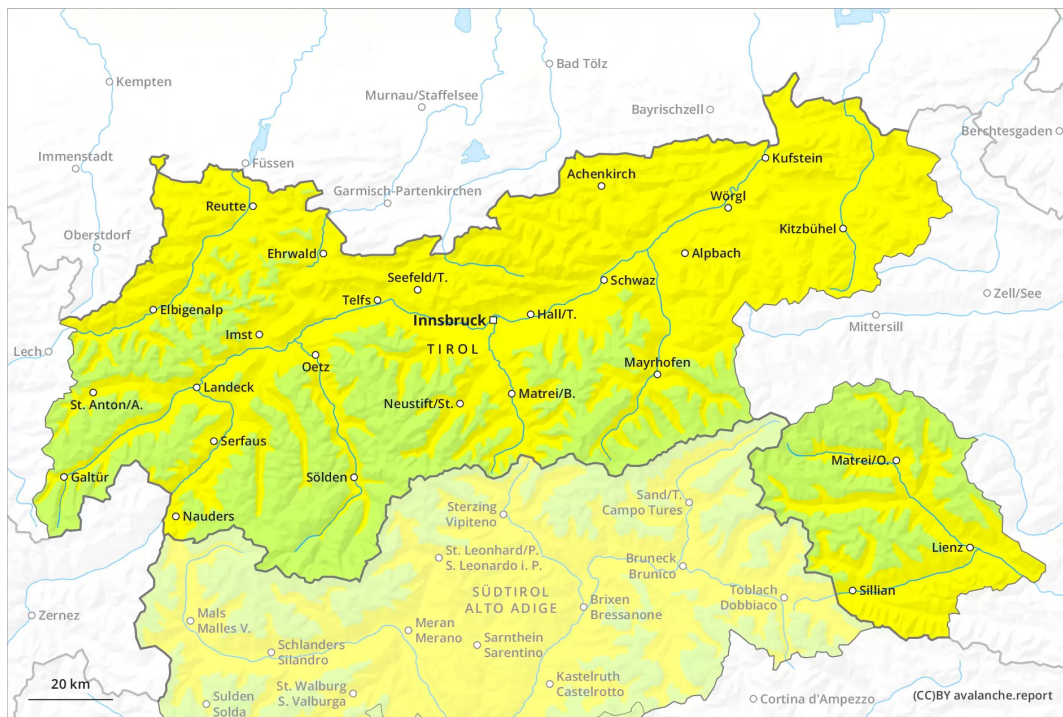 Kempten
Bad Tölz
Murnau/Staffelsee
Bayrischzell
Berchtesgaden
Immenstadt
Füssen
Kufstein
Garmisch-Partenkirchen
Achenkirch
Reutte
Wörgl
Oberstdorf
Kitzbühel
Ehrwald
Alpbach
Seefeld/T.
Schwaz
Telfs
Zell/See
Elbigenalp
Innsbruck
Hall/T.
Mittersill
Imst
TIROL
Lech
Oetz
Mayrhofen
Landeck
St. Anton/A.
Neustift/St.
Matrei/B.
Serfaus
Matrei/O.
Galtür
Sölden
Sand/T.
Campo Tures
Sterzing
Vipiteno
Nauders
Lienz
St. Leonhard/P.
S. Leonardo i. P.
Bruneck
Brunico
Sillian
SÜDTIROL
ALTO ADIGE
Toblach
Dobbiaco
Zernez
Mals
Malles V.
Brixen
Bressanone
Meran
Merano
Schlanders
Silandro
Sarnthein
Sarentino
20 km
St. Walburg
S. Valburga
Kastelruth
Castelrotto
Sulden
Solda
Cortina d'Ampezzo
(CC)BY avalanche.report